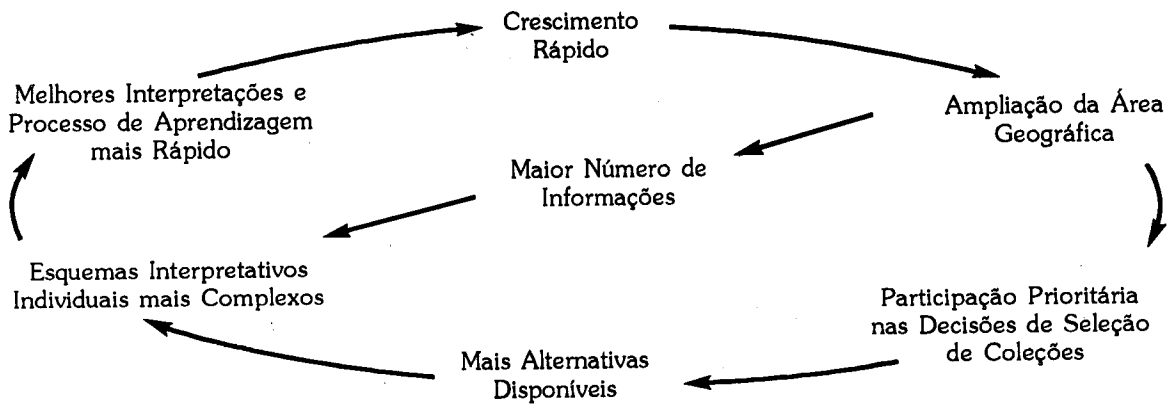 Crescimento
Rápido
Melhores Interpretações e
Processo de Aprendizagem
mais Rápido
Ampliação da Área
Geográfica
Maior Número de
Informações
Esquemas Interpretativos
Individuais mais Complexos
Participação Prioritária
nas Decisões de Seleção
de Coleções
Mais Alternativas
Disponíveis